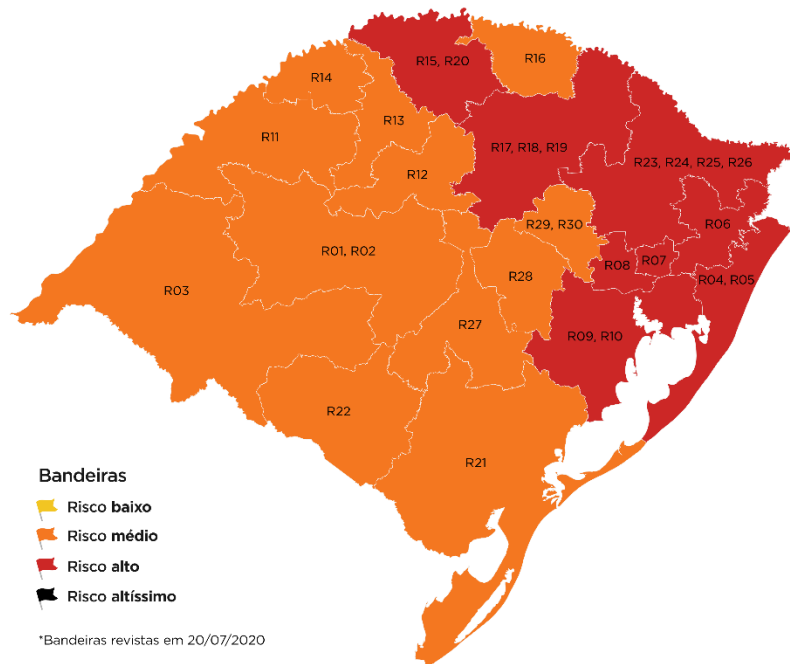 R15, R20
R16
R14
R13
R11
R17, R18, R19
R23, R24, R25, R26
R12
R29, R30
R06
R01, R02
R08
R07
R28
R04, R05
R03
R27
R09, R10
R22
R21
Bandeiras
Risco baixo
Risco médio
Risco alto
Risco altíssimo
*Bandeiras revistas em 20/07/2020